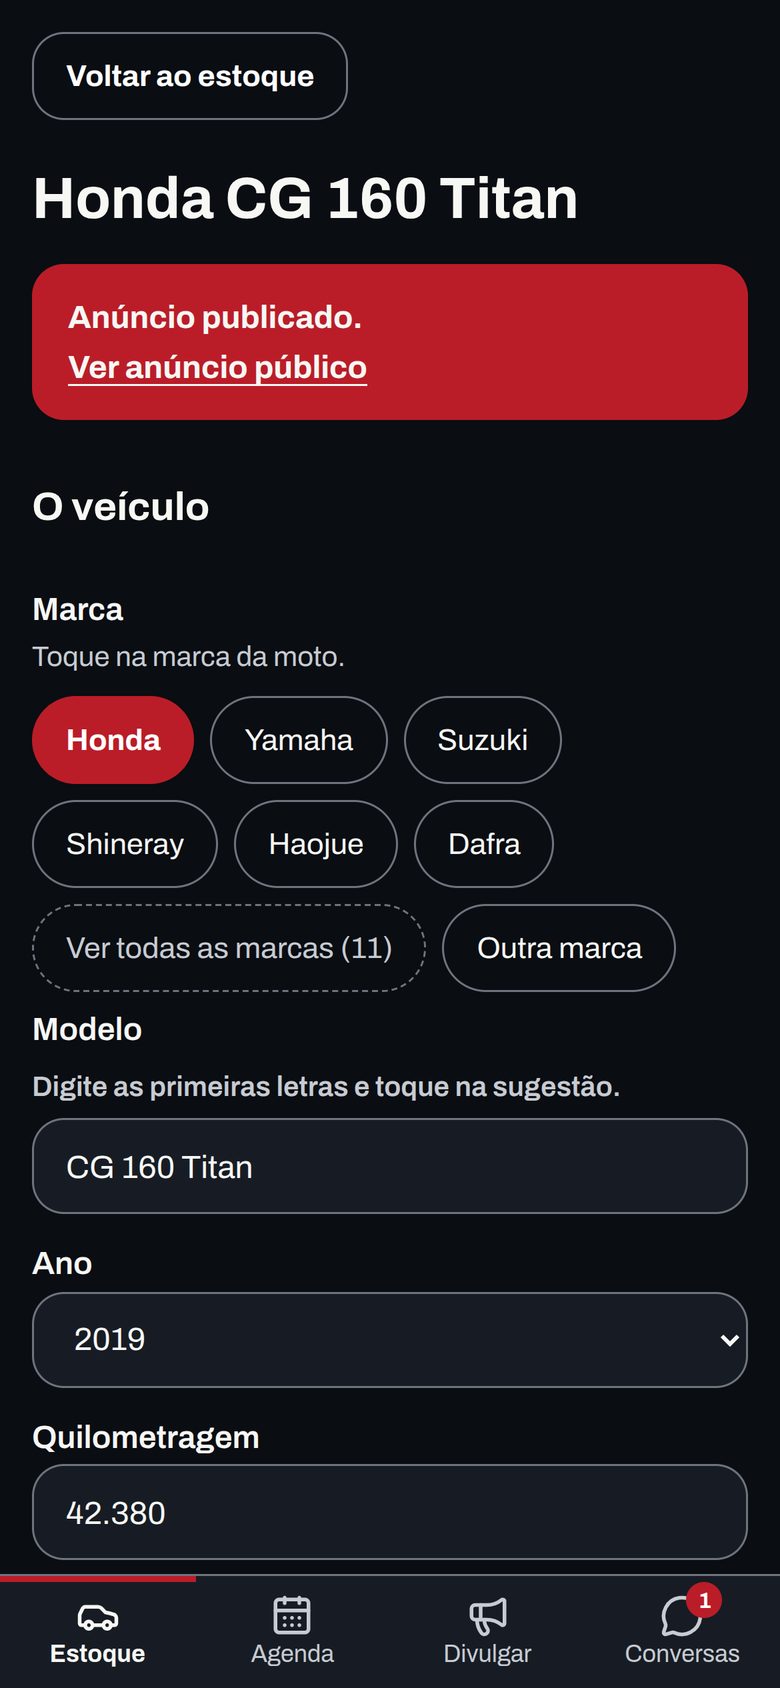 Voltar ao estoque
Honda CG 160 Titan
Anúncio publicado.
Ver anúncio público
O veículo
Marca
Toque na marca da moto.
Honda
Yamaha
Suzuki
Shineray
Haojue
Dafra
Ver todas as marcas (11)
Outra marca
Modelo
Digite as primeiras letras e toque na sugestão.
CG 160 Titan
Ano
2019
Quilometragem
42.380
Estoque
Agenda
Divulgar
1
Conversas